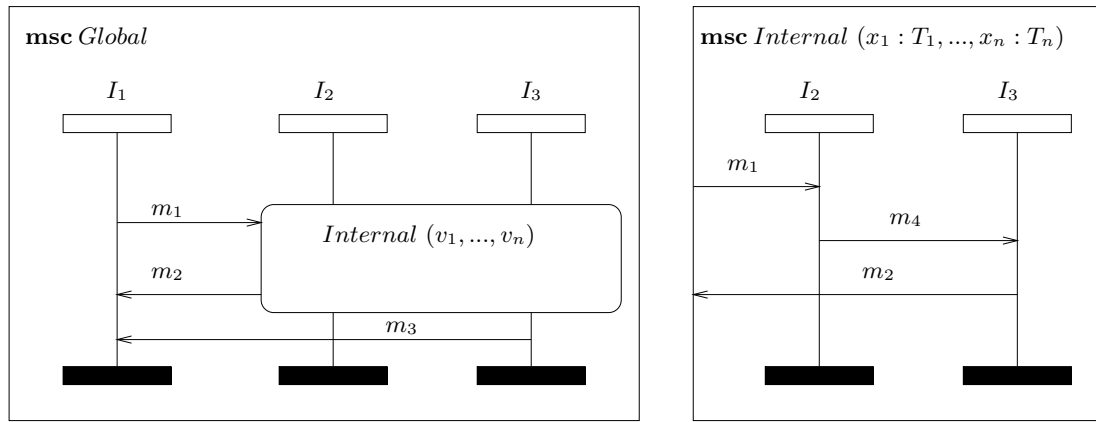 msc Global
I₁ I₂ I₃
m₁
Internal (v₁, ..., vₙ)
m₂
m₃
msc Internal (x₁ : T₁, ..., xₙ : Tₙ)
I₂ I₃
m₁
m₄
m₂